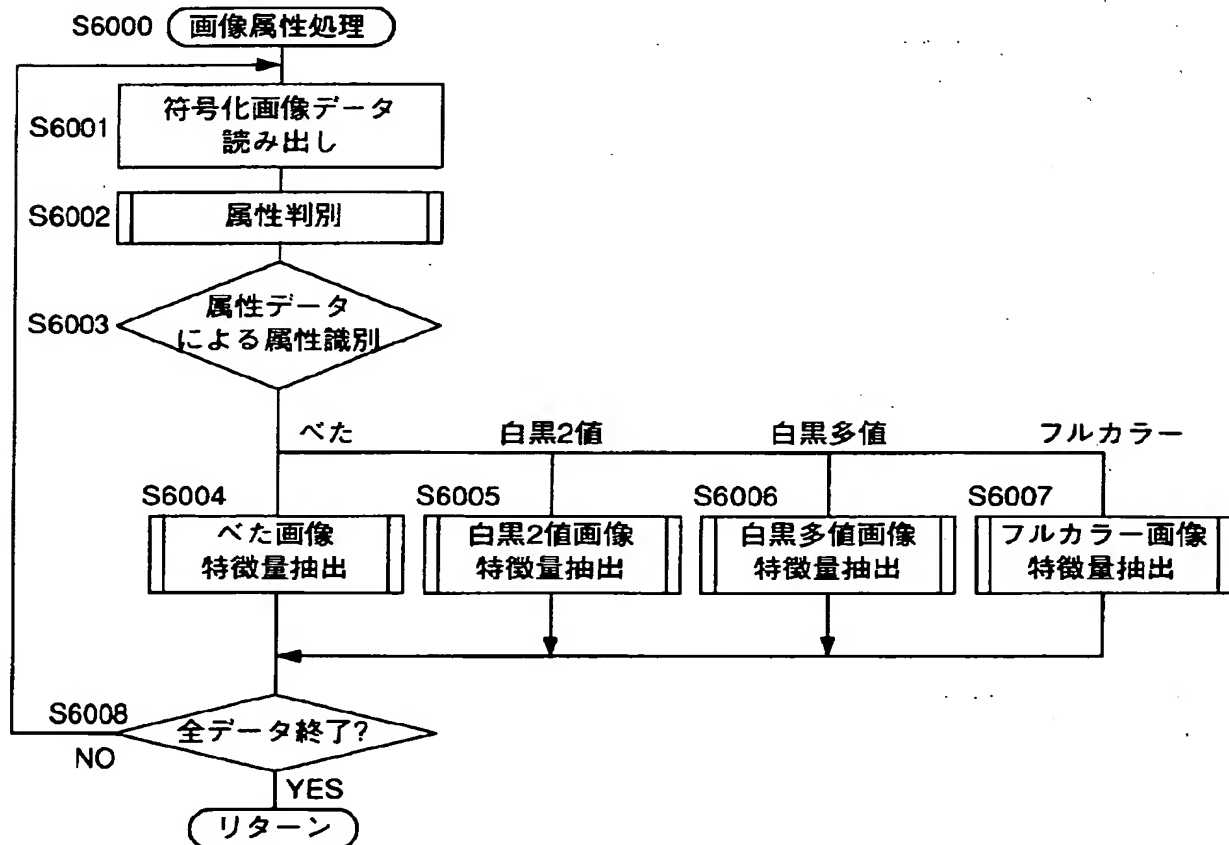 S6000 画像属性処理
S6001
符号化画像データ
読み出し
S6002 属性判別
S6003
属性データ
による属性識別
べた 白黒2値 白黒多値 フルカラー
S6004 S6005 S6006 S6007
べた画像
特徴量抽出
白黒2値画像
特徴量抽出
白黒多値画像
特徴量抽出
フルカラー画像
特徴量抽出
S6008
全データ終了?
NO
YES
リターン